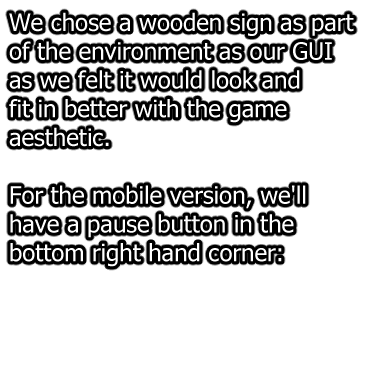 We chose a wooden sign as part
of the environment as our GUI
as we felt it would look and
fit in better with the game
aesthetic.
For the mobile version, we'll
have a pause button in the
bottom right hand corner: